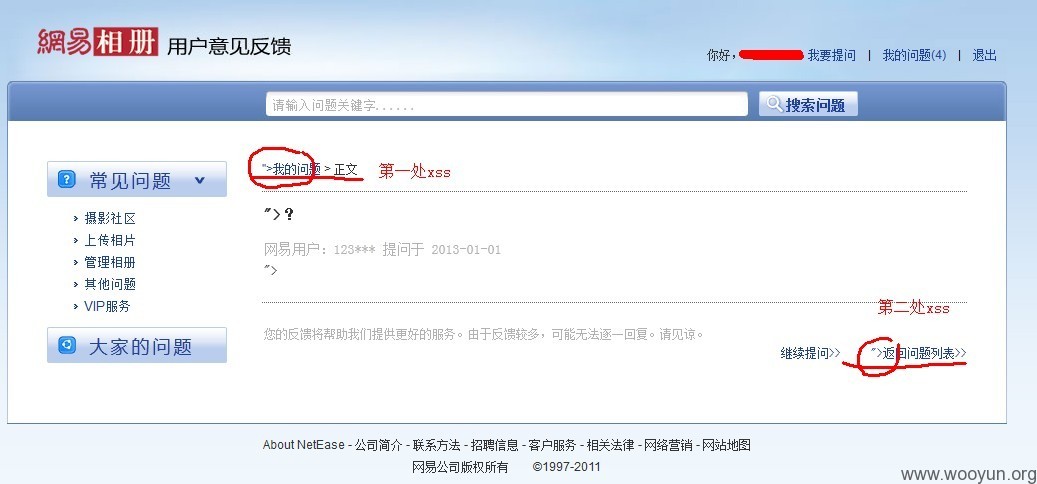 網易相册 用户意见反馈
你好， 我要提问 | 我的问题(4) | 退出
请输入问题关键字...... 搜索问题
常见问题
摄影社区
上传相片
管理相册
其他问题
VIP服务
大家的问题
">我的问题 > 正文 第一处xss
">?
网易用户：123*** 提问于 2013-01-01
">
第二处xss
您的反馈将帮助我们提供更好的服务。由于反馈较多，可能无法逐一回复。请见谅。
继续提问>> ">返回问题列表>>
About NetEase - 公司简介 - 联系方法 - 招聘信息 - 客户服务 - 相关法律 - 网络营销 - 网站地图
网易公司版权所有 ©1997-2011
www.wooyun.org